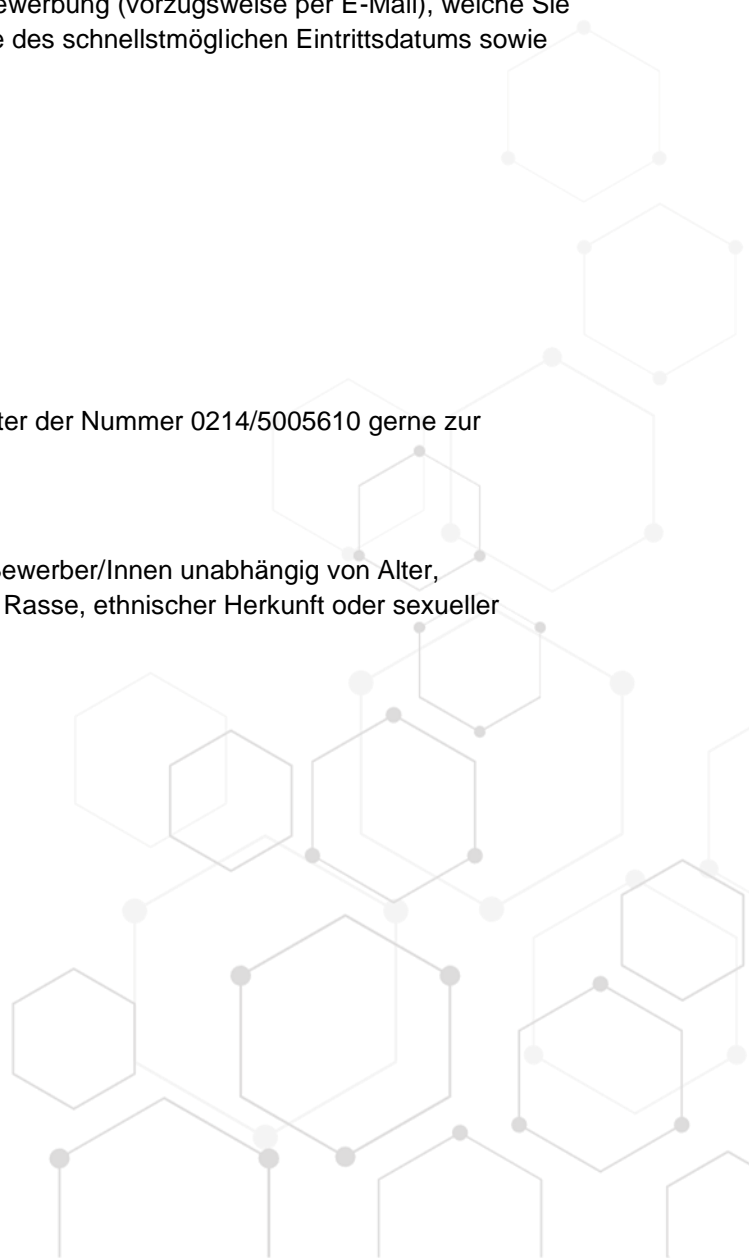 ewerbung (vorzugsweise per E-Mail), welche Sie
e des schnellstmöglichen Eintrittsdatums sowie
ter der Nummer 0214/5005610 gerne zur
Bewerber/Innen unabhängig von Alter,
Rasse, ethnischer Herkunft oder sexueller